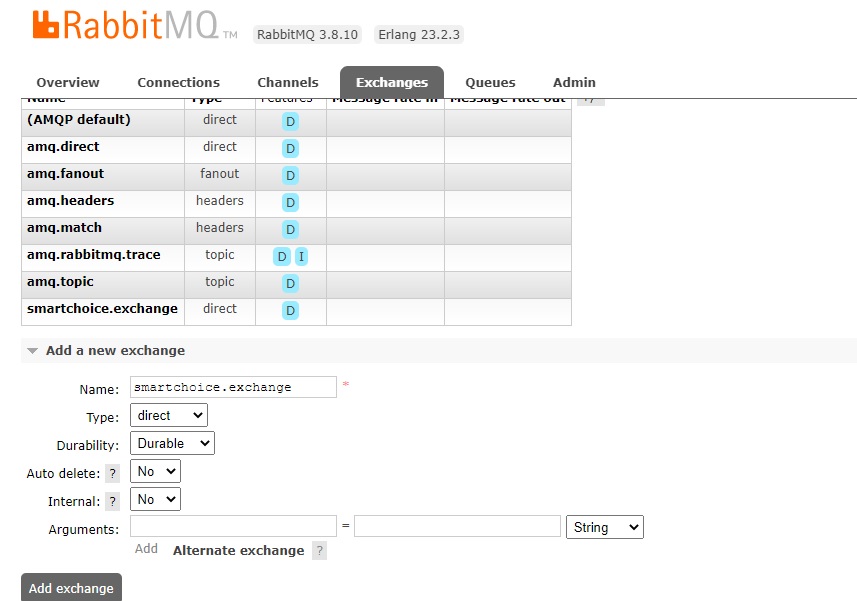 RabbitMQ TM RabbitMQ 3.8.10 Erlang 23.2.3
Overview Connections Channels Exchanges Queues Admin
Name Type Features Message rate in Message rate out +/-
(AMQP default) direct D
amq.direct direct D
amq.fanout fanout D
amq.headers headers D
amq.match headers D
amq.rabbitmq.trace topic D I
amq.topic topic D
smartchoice.exchange direct D
Add a new exchange
Name: smartchoice.exchange *
Type: direct
Durability: Durable
Auto delete: ? No
Internal: ? No
Arguments: = String
Add Alternate exchange ?
Add exchange